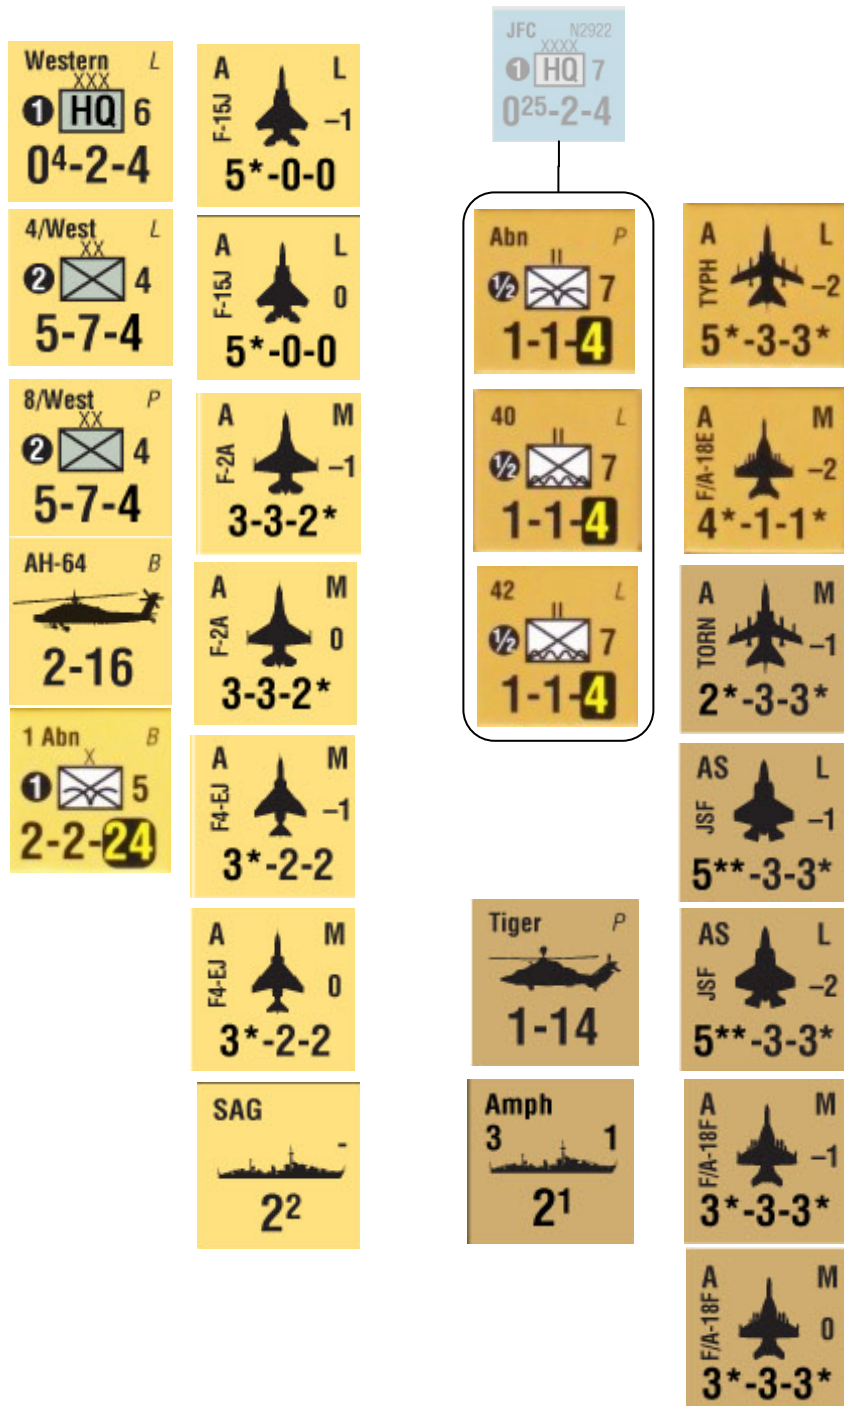 Western L
XXX
1 HQ 6
0⁴-2-4
4/West L
XX
2 4
5-7-4
8/West P
XX
2 4
5-7-4
AH-64 B
2-16
1 Abn B
X
1 5
2-2-24
A L
F-15J
-1
5*-0-0
A L
F-15J
0
5*-0-0
A M
F-2A
-1
3-3-2*
A M
F-2A
0
3-3-2*
A M
F4-EJ
-1
3*-2-2
A M
F4-EJ
0
3*-2-2
SAG
-
2²
JFC N2922
XXXX
1 HQ 7
0²⁵-2-4
Abn P
II
½ 7
1-1-4
40 L
II
½ 7
1-1-4
42 L
II
½ 7
1-1-4
Tiger P
1-14
Amph
3 1
2¹
A L
TYPH
-2
5*-3-3*
A M
F/A-18E
-2
4*-1-1*
A M
TORN
-1
2*-3-3*
AS L
JSF
-1
5**-3-3*
AS L
JSF
-2
5**-3-3*
A M
F/A-18F
-1
3*-3-3*
A M
F/A-18F
0
3*-3-3*